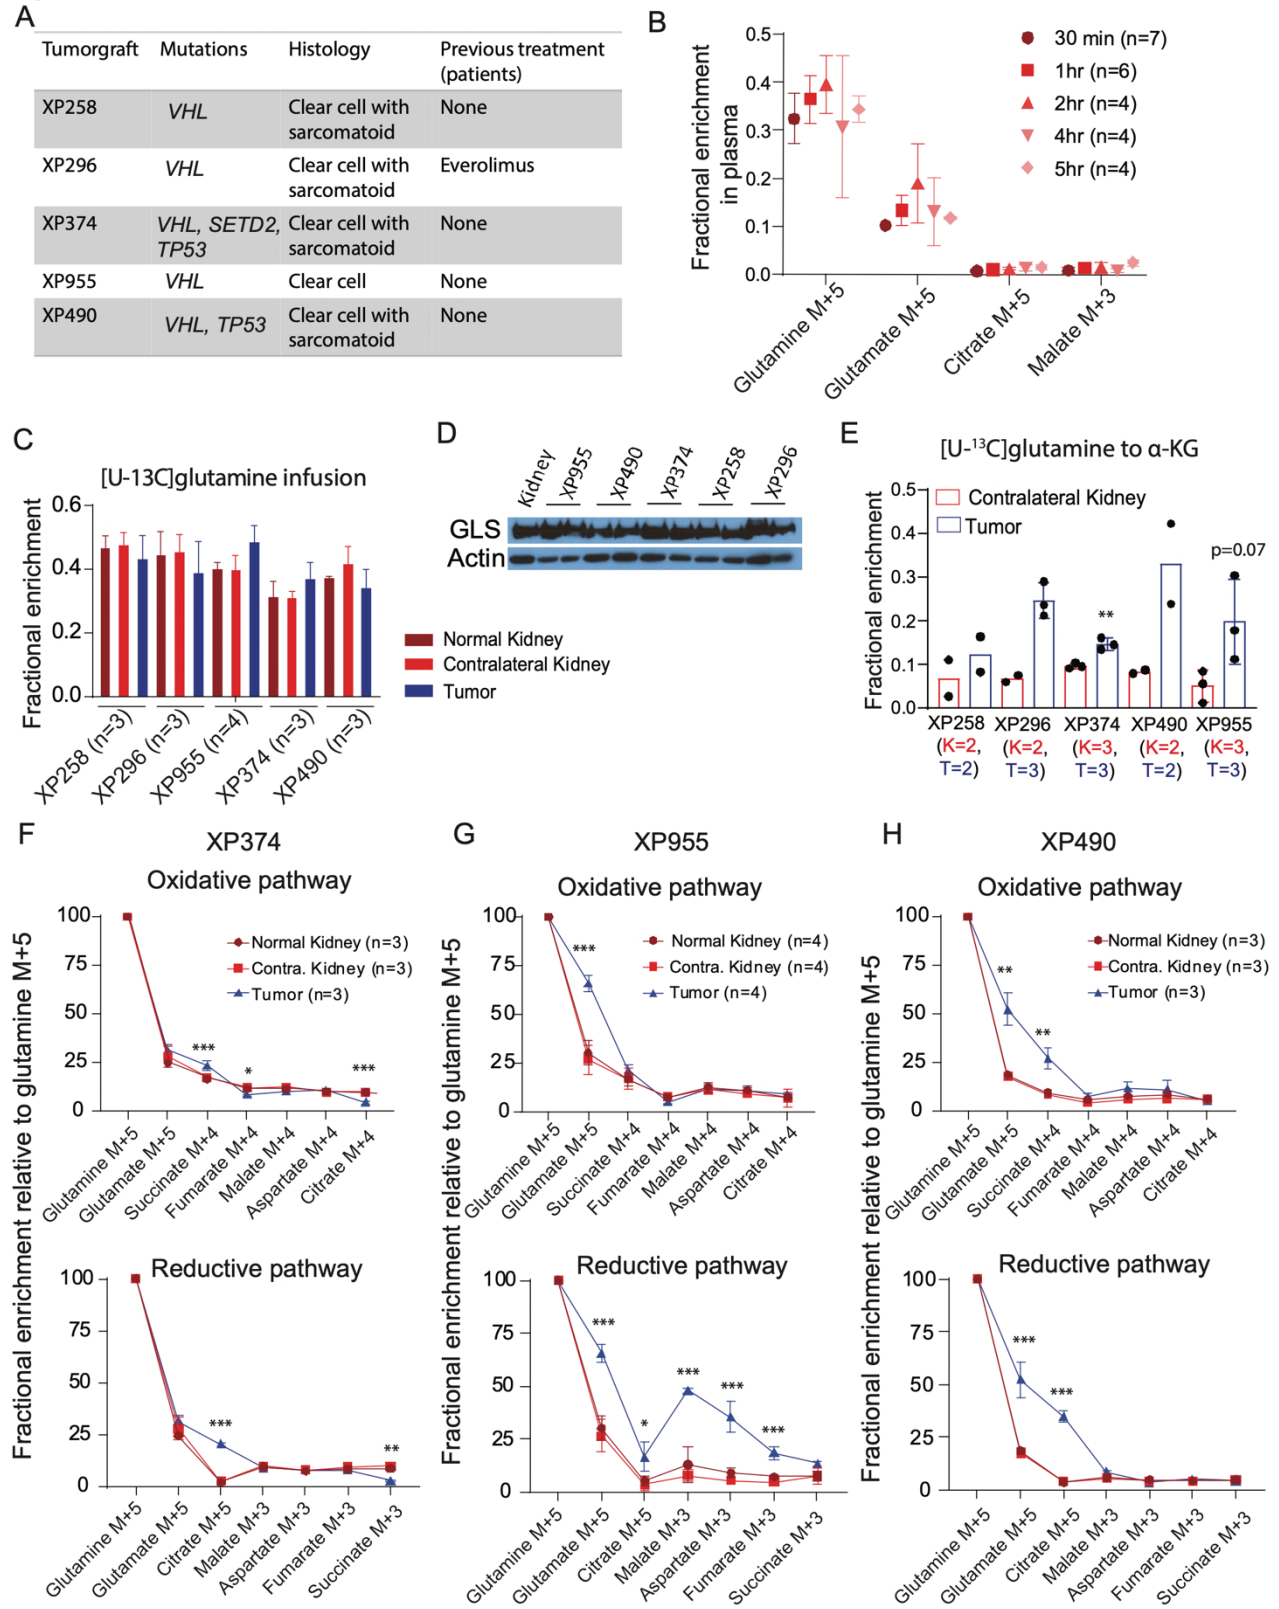 A
Tumorgraft Mutations Histology Previous treatment
(patients)
XP258 VHL Clear cell with None
sarcomatoid
XP296 VHL Clear cell with Everolimus
sarcomatoid
XP374 VHL, SETD2, Clear cell with None
TP53 sarcomatoid
XP955 VHL Clear cell None
XP490 VHL, TP53 Clear cell with None
sarcomatoid
B
Fractional enrichment
in plasma
0.5
0.4
0.3
0.2
0.1
0.0
30 min (n=7)
1hr (n=6)
2hr (n=4)
4hr (n=4)
5hr (n=4)
Glutamine M+5
Glutamate M+5
Citrate M+5
Malate M+3
C
[U-13C]glutamine infusion
Fractional enrichment
0.6
0.4
0.2
0.0
XP258 (n=3)
XP296 (n=3)
XP955 (n=4)
XP374 (n=3)
XP490 (n=3)
Normal Kidney
Contralateral Kidney
Tumor
D
Kidney
XP955
XP490
XP374
XP258
XP296
GLS
Actin
E
[U-¹³C]glutamine to α-KG
Fractional enrichment
0.5
0.4
0.3
0.2
0.1
0.0
Contralateral Kidney
Tumor
**
p=0.07
XP258 XP296 XP374 XP490 XP955
(K=2, (K=2, (K=3, (K=2, (K=3,
T=2) T=3) T=3) T=2) T=3)
F
XP374
Fractional enrichment relative to glutamine M+5
Oxidative pathway
100
75
50
25
0
Normal Kidney (n=3)
Contra. Kidney (n=3)
Tumor (n=3)
***
*
***
Glutamine M+5
Glutamate M+5
Succinate M+4
Fumarate M+4
Malate M+4
Aspartate M+4
Citrate M+4
Reductive pathway
100
75
50
25
0
***
**
Glutamine M+5
Glutamate M+5
Citrate M+5
Malate M+3
Aspartate M+3
Fumarate M+3
Succinate M+3
G
XP955
Fractional enrichment relative to glutamine M+5
Oxidative pathway
100
75
50
25
0
Normal Kidney (n=4)
Contra. Kidney (n=4)
Tumor (n=4)
***
Glutamine M+5
Glutamate M+5
Succinate M+4
Fumarate M+4
Malate M+4
Aspartate M+4
Citrate M+4
Reductive pathway
100
75
50
25
0
***
*
***
***
***
Glutamine M+5
Glutamate M+5
Citrate M+5
Malate M+3
Aspartate M+3
Fumarate M+3
Succinate M+3
H
XP490
Fractional enrichment relative to glutamine M+5
Oxidative pathway
100
75
50
25
0
Normal Kidney (n=3)
Contra. Kidney (n=3)
Tumor (n=3)
**
**
Glutamine M+5
Glutamate M+5
Succinate M+4
Fumarate M+4
Malate M+4
Aspartate M+4
Citrate M+4
Reductive pathway
100
75
50
25
0
***
***
Glutamine M+5
Glutamate M+5
Citrate M+5
Malate M+3
Aspartate M+3
Fumarate M+3
Succinate M+3